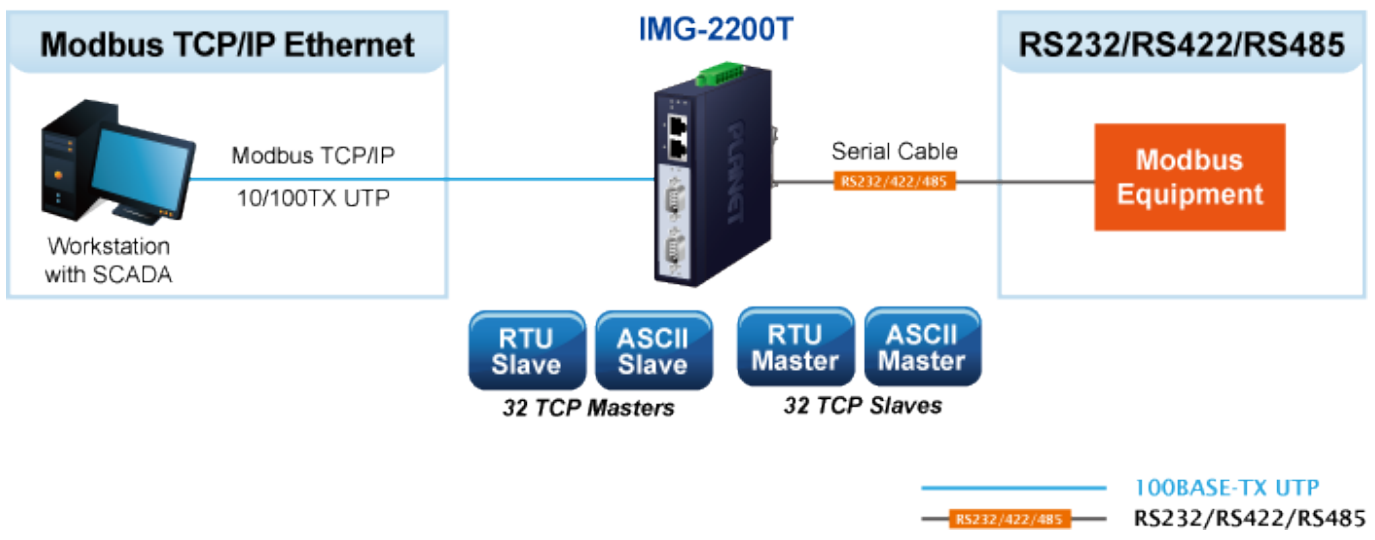 Modbus TCP/IP Ethernet
IMG-2200T
RS232/RS422/RS485
Modbus TCP/IP
10/100TX UTP
Workstation
with SCADA
PLANET
Serial Cable
RS232/422/485
Modbus
Equipment
RTU
Slave
ASCII
Slave
RTU
Master
ASCII
Master
32 TCP Masters
32 TCP Slaves
100BASE-TX UTP
RS232/422/485
RS232/RS422/RS485